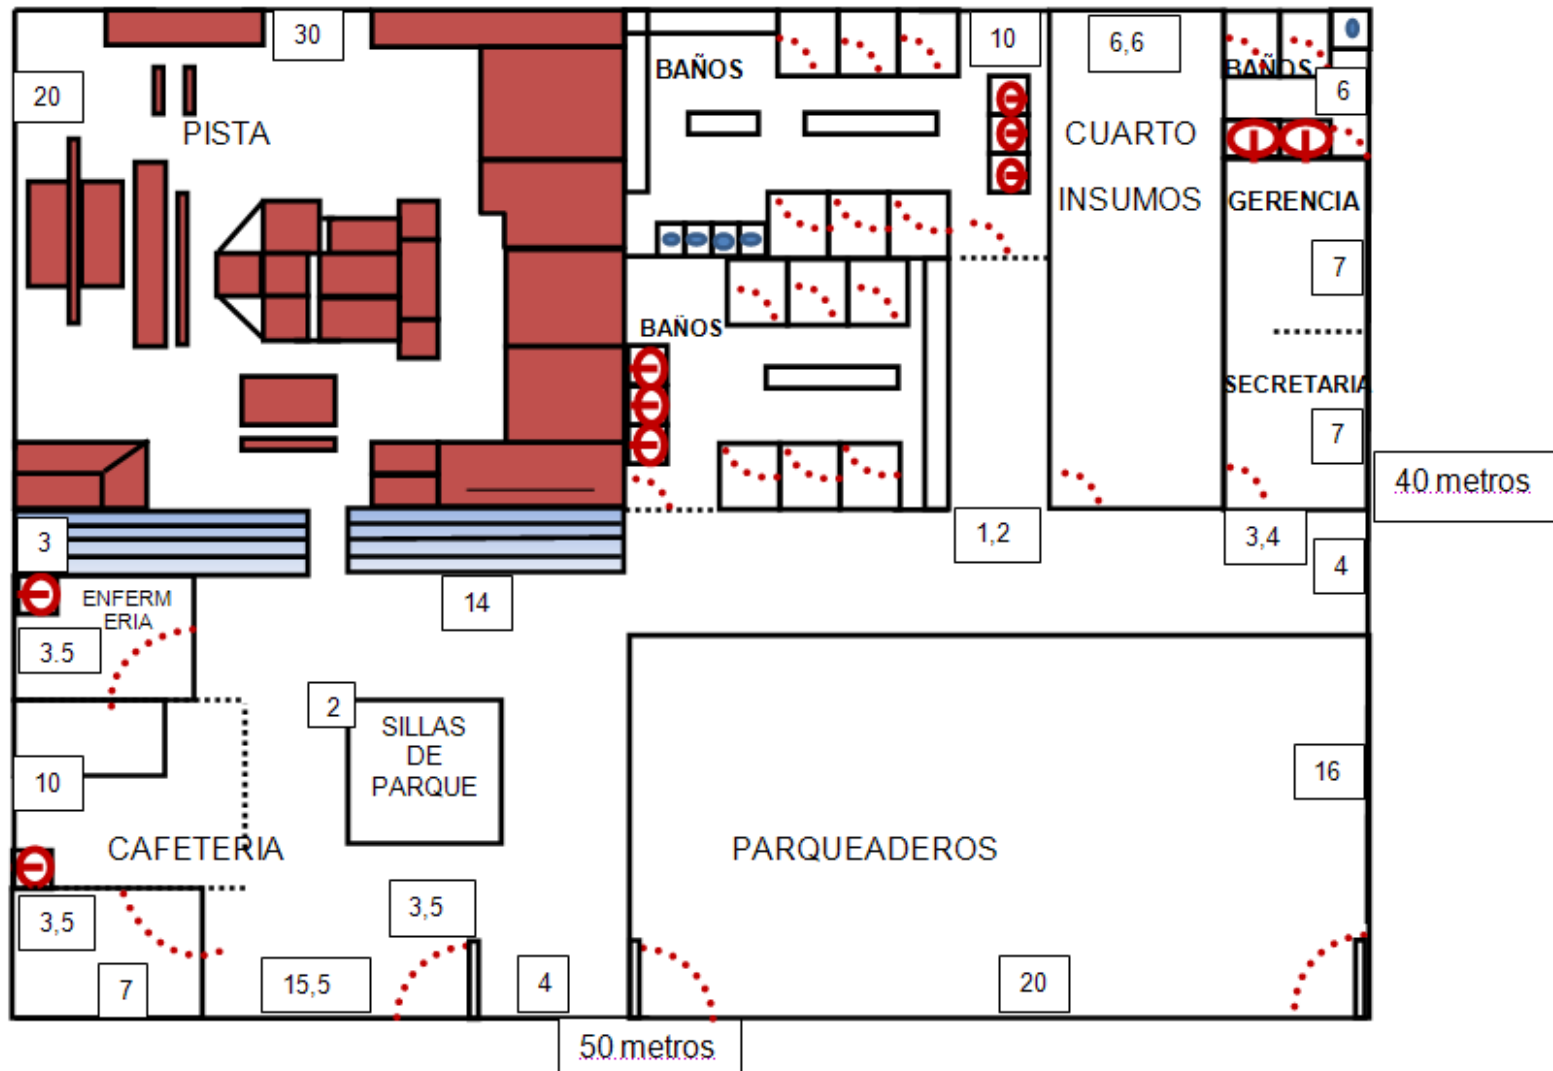 30
10
6,6
20
PISTA
BAÑOS
CUARTO
INSUMOS
BAÑOS
6
GERENCIA
7
BAÑOS
SECRETARIA
7
40 metros
3
1,2
3,4
4
ENFERM
ERIA
14
3.5
2
SILLAS
DE
PARQUE
10
16
CAFETERIA
PARQUEADEROS
3,5
3,5
7
15,5
4
20
50 metros